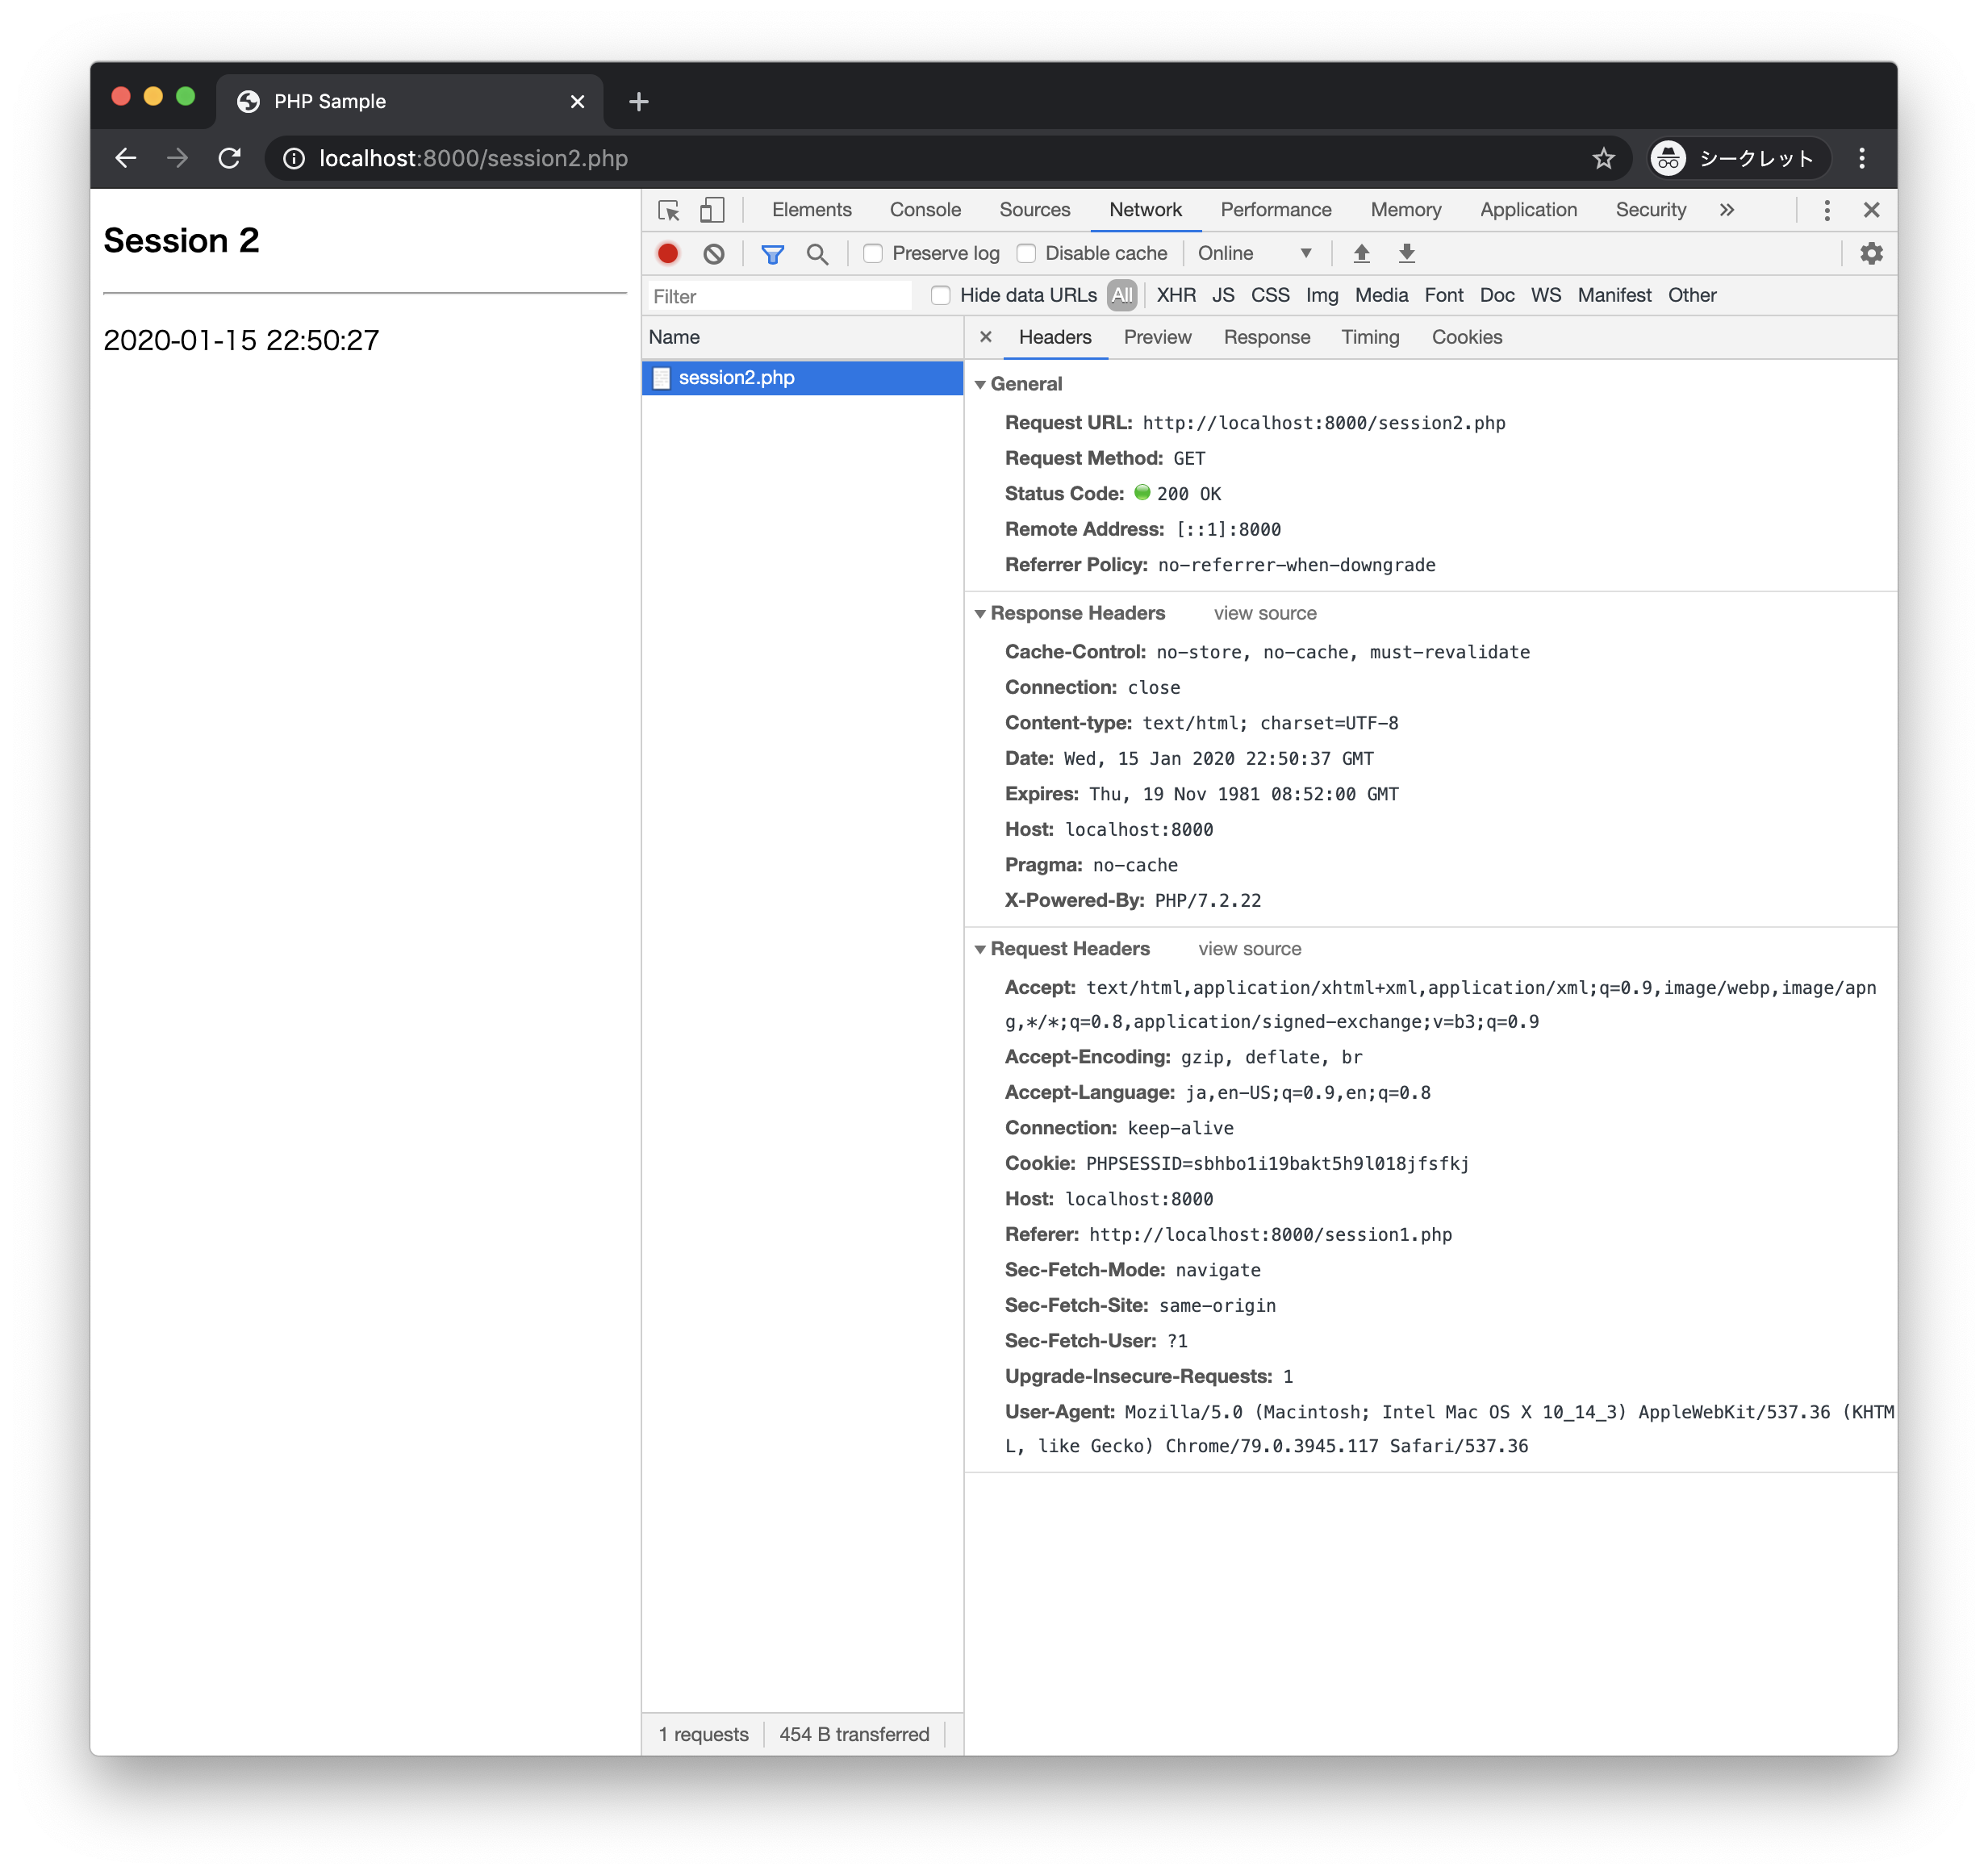 PHP Sample
localhost:8000/session2.php
シークレット
Session 2
2020-01-15 22:50:27
Elements Console Sources Network Performance Memory Application Security
Preserve log Disable cache Online
Filter Hide data URLs All XHR JS CSS Img Media Font Doc WS Manifest Other
Name
session2.php
Headers Preview Response Timing Cookies
General
Request URL: http://localhost:8000/session2.php
Request Method: GET
Status Code: 200 OK
Remote Address: [::1]:8000
Referrer Policy: no-referrer-when-downgrade
Response Headers view source
Cache-Control: no-store, no-cache, must-revalidate
Connection: close
Content-type: text/html; charset=UTF-8
Date: Wed, 15 Jan 2020 22:50:37 GMT
Expires: Thu, 19 Nov 1981 08:52:00 GMT
Host: localhost:8000
Pragma: no-cache
X-Powered-By: PHP/7.2.22
Request Headers view source
Accept: text/html,application/xhtml+xml,application/xml;q=0.9,image/webp,image/apn
g,*/*;q=0.8,application/signed-exchange;v=b3;q=0.9
Accept-Encoding: gzip, deflate, br
Accept-Language: ja,en-US;q=0.9,en;q=0.8
Connection: keep-alive
Cookie: PHPSESSID=sbhbo1i19bakt5h9l018jfsfkj
Host: localhost:8000
Referer: http://localhost:8000/session1.php
Sec-Fetch-Mode: navigate
Sec-Fetch-Site: same-origin
Sec-Fetch-User: ?1
Upgrade-Insecure-Requests: 1
User-Agent: Mozilla/5.0 (Macintosh; Intel Mac OS X 10_14_3) AppleWebKit/537.36 (KHTM
L, like Gecko) Chrome/79.0.3945.117 Safari/537.36
1 requests 454 B transferred